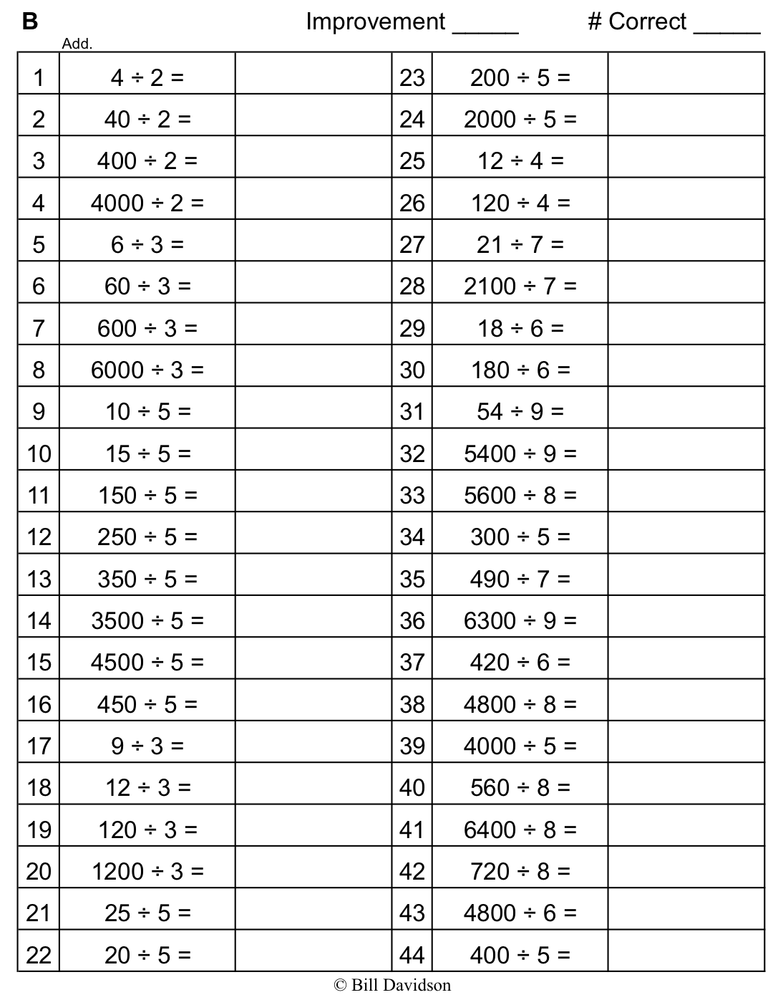 B Improvement _____ # Correct _____
Add.
1 4 ÷ 2 = 23 200 ÷ 5 =
2 40 ÷ 2 = 24 2000 ÷ 5 =
3 400 ÷ 2 = 25 12 ÷ 4 =
4 4000 ÷ 2 = 26 120 ÷ 4 =
5 6 ÷ 3 = 27 21 ÷ 7 =
6 60 ÷ 3 = 28 2100 ÷ 7 =
7 600 ÷ 3 = 29 18 ÷ 6 =
8 6000 ÷ 3 = 30 180 ÷ 6 =
9 10 ÷ 5 = 31 54 ÷ 9 =
10 15 ÷ 5 = 32 5400 ÷ 9 =
11 150 ÷ 5 = 33 5600 ÷ 8 =
12 250 ÷ 5 = 34 300 ÷ 5 =
13 350 ÷ 5 = 35 490 ÷ 7 =
14 3500 ÷ 5 = 36 6300 ÷ 9 =
15 4500 ÷ 5 = 37 420 ÷ 6 =
16 450 ÷ 5 = 38 4800 ÷ 8 =
17 9 ÷ 3 = 39 4000 ÷ 5 =
18 12 ÷ 3 = 40 560 ÷ 8 =
19 120 ÷ 3 = 41 6400 ÷ 8 =
20 1200 ÷ 3 = 42 720 ÷ 8 =
21 25 ÷ 5 = 43 4800 ÷ 6 =
22 20 ÷ 5 = 44 400 ÷ 5 =
© Bill Davidson